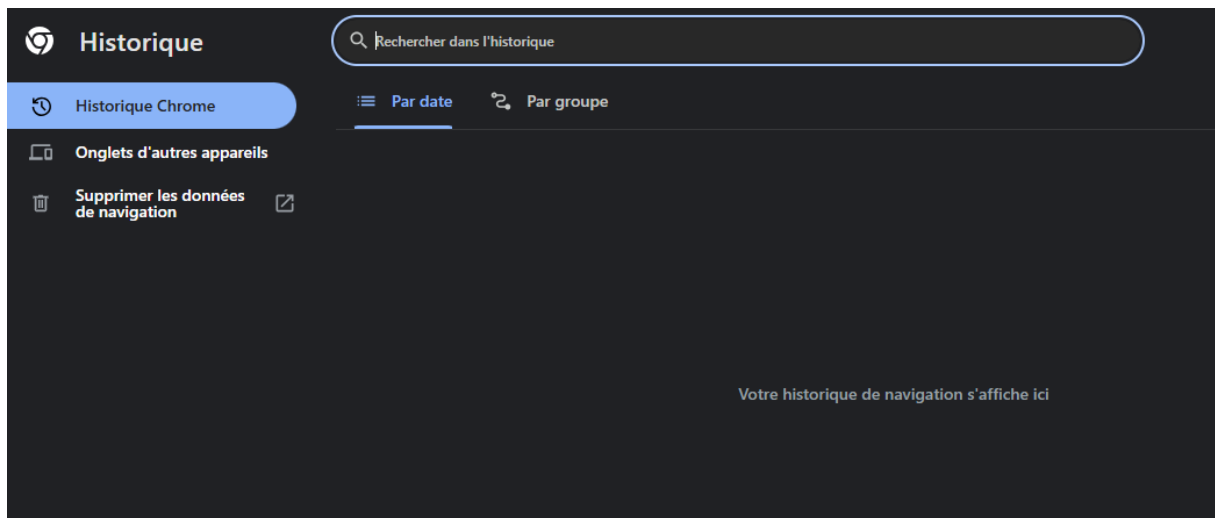 Historique
Rechercher dans l'historique
Historique Chrome
Par date
Par groupe
Onglets d'autres appareils
Supprimer les données
de navigation
Votre historique de navigation s'affiche ici